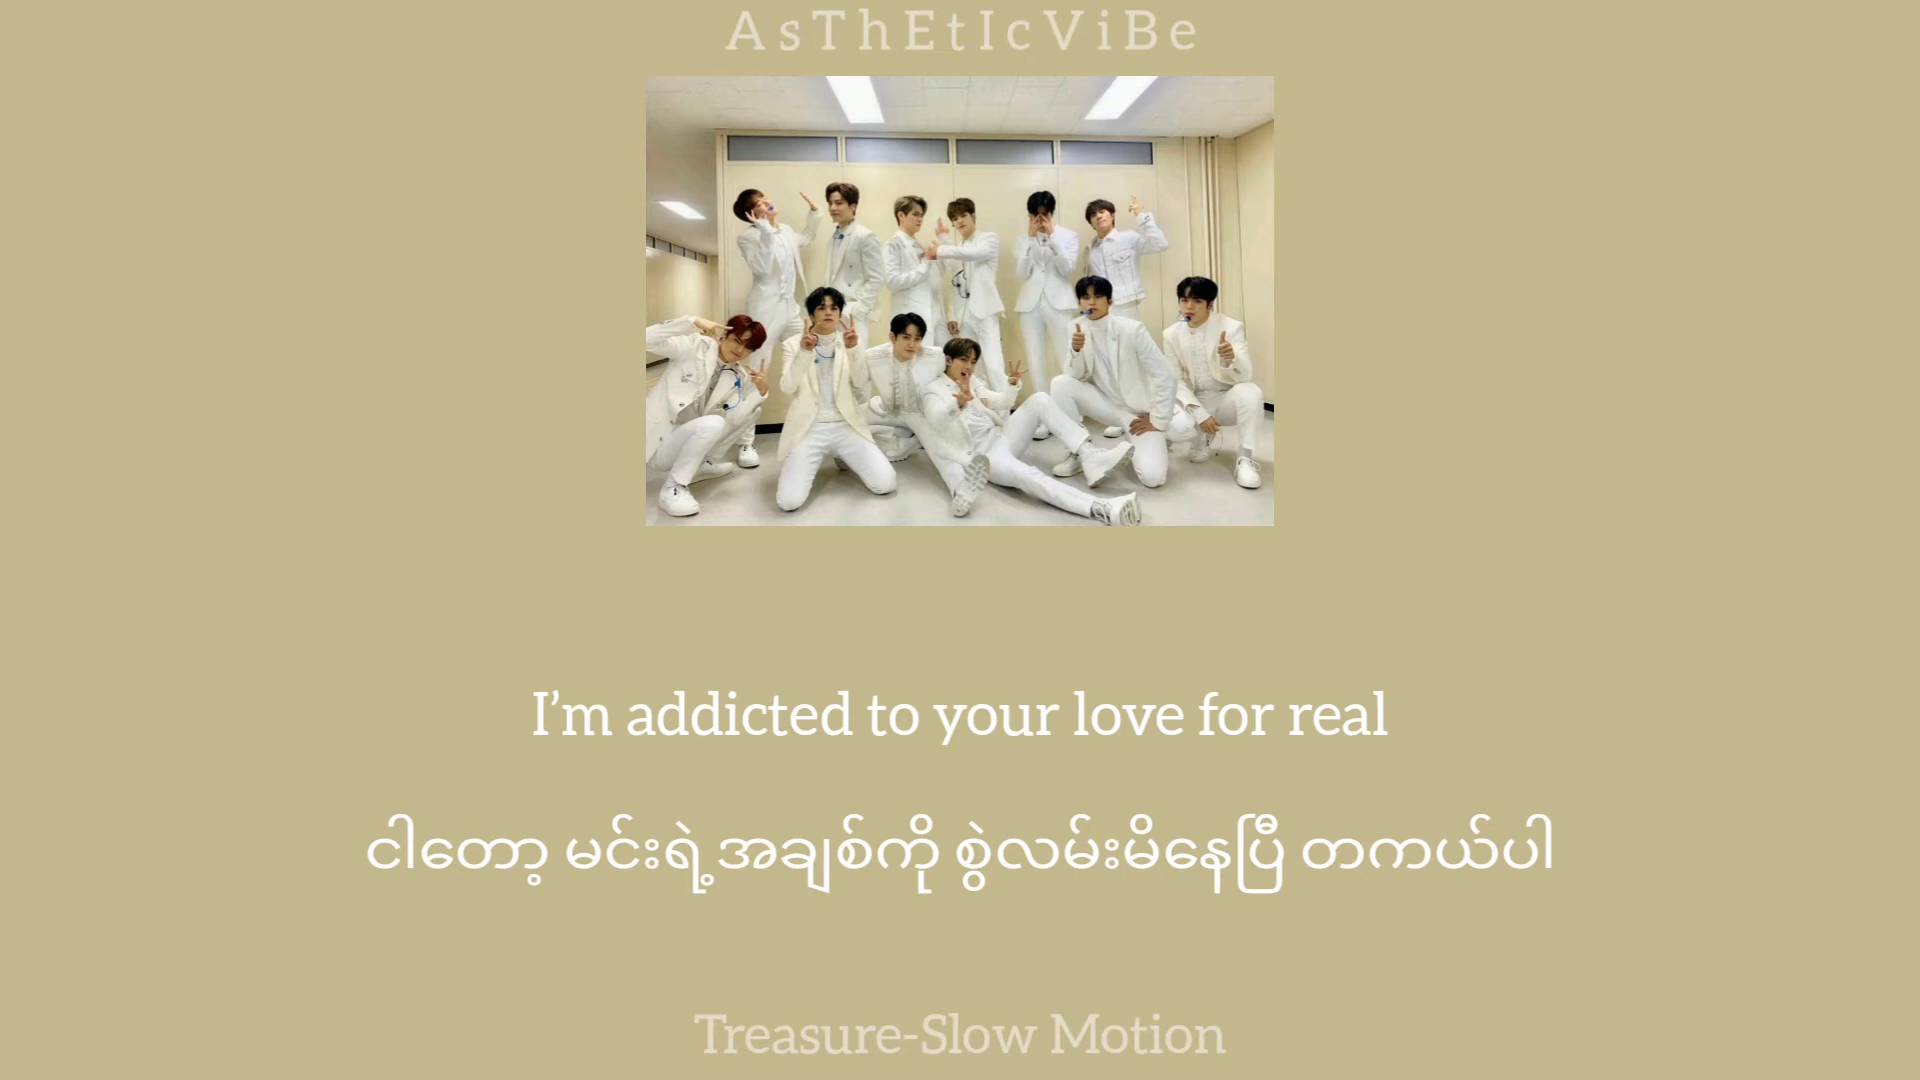 AsThEtIcViBe
I’m addicted to your love for real
ငါတော့ မင်းရဲ့အချစ်ကို စွဲလမ်းမိနေပြီ တကယ်ပါ
Treasure-Slow Motion